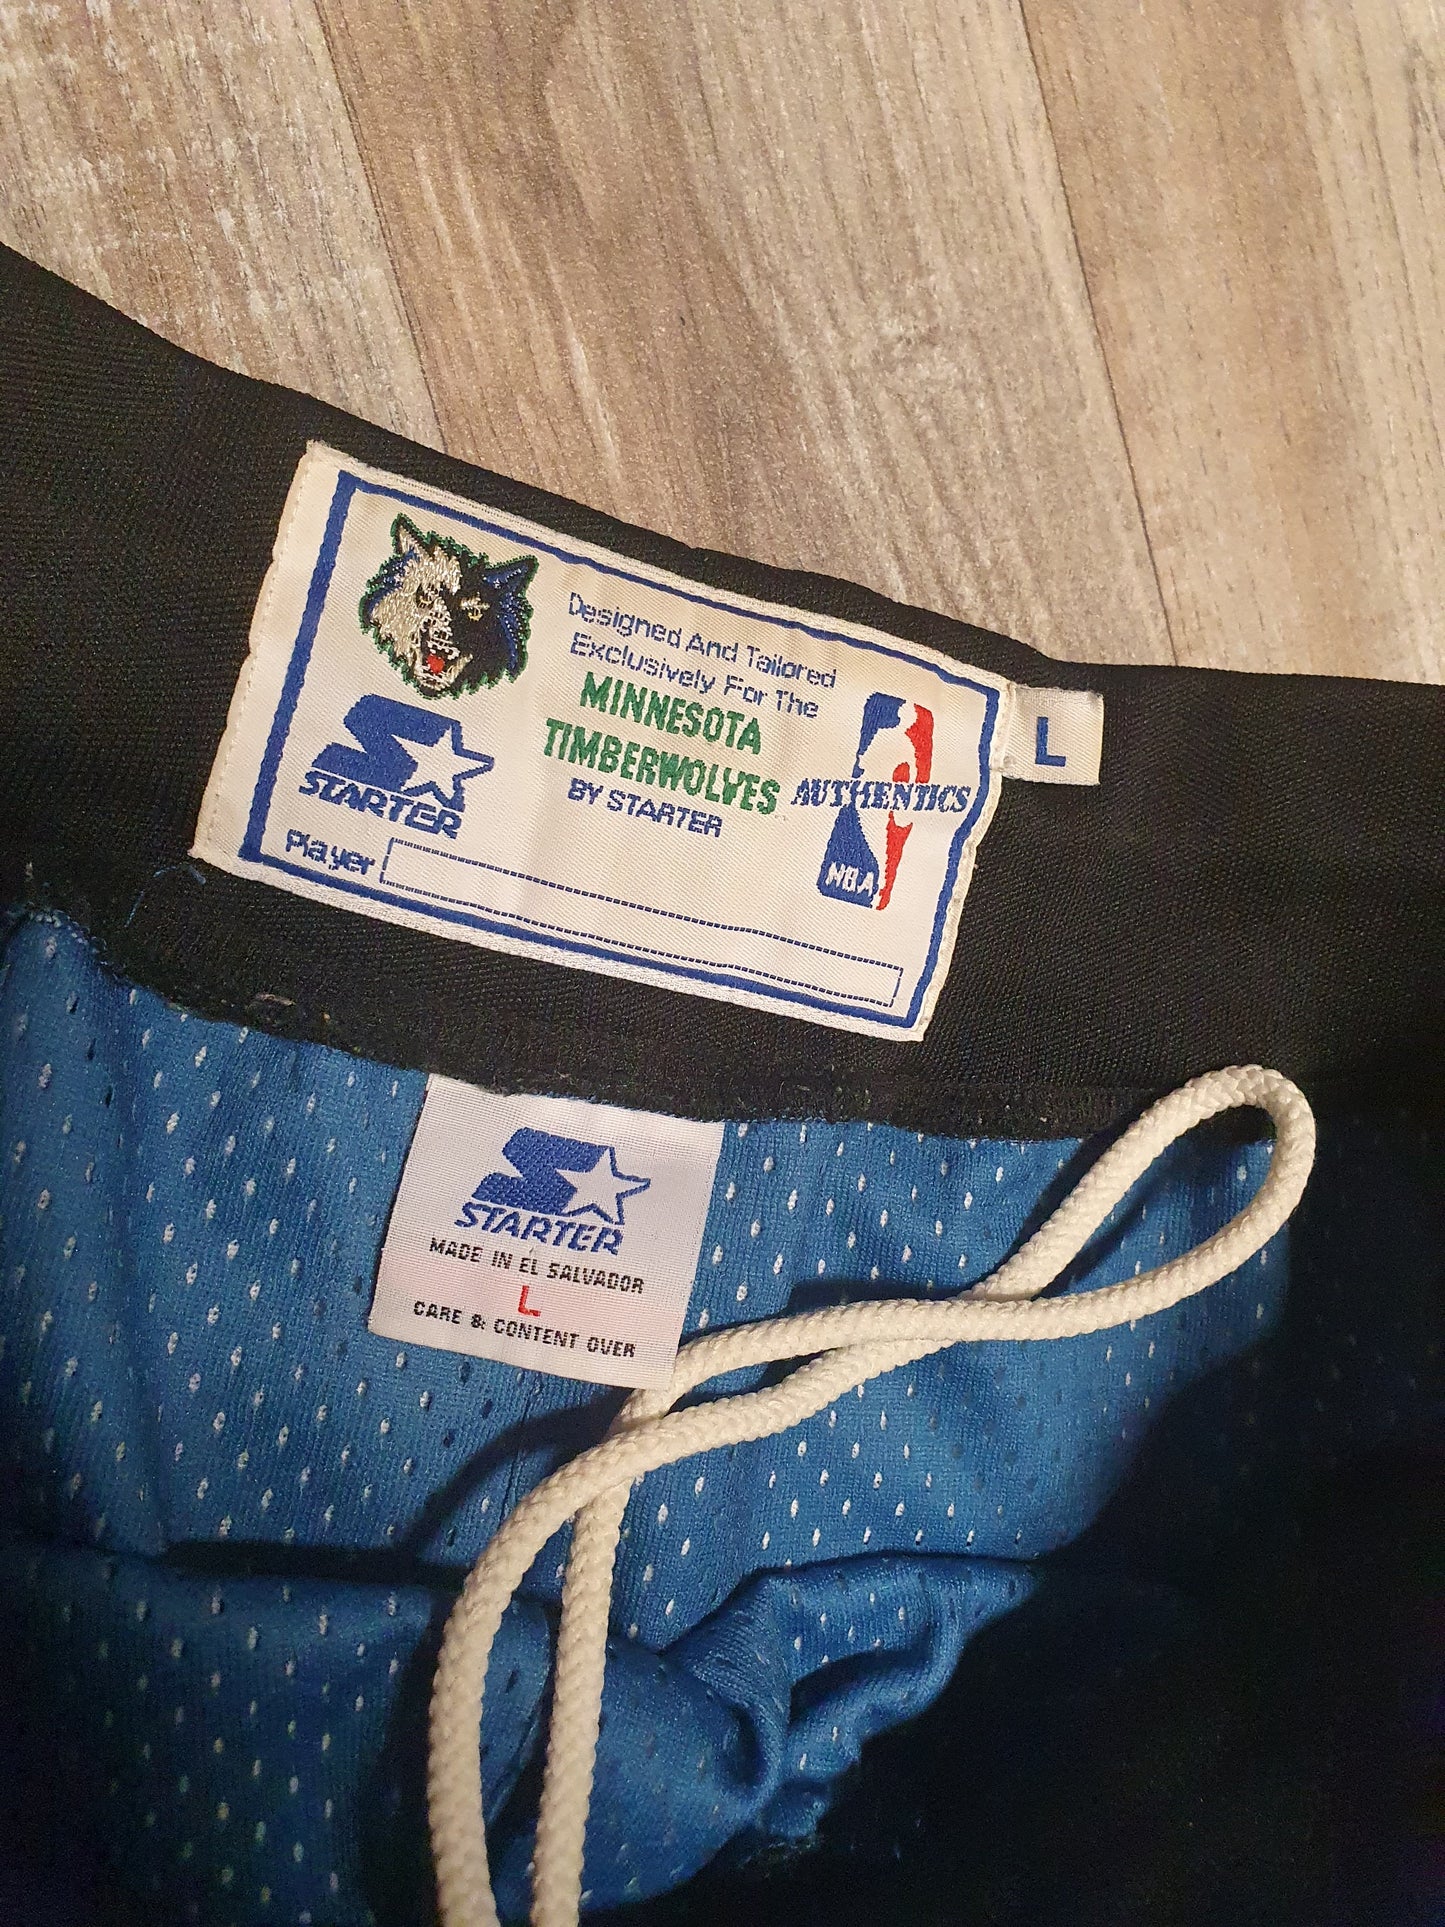 Designed And Tailored
Exclusively For The
MINNESOTA
TIMBERWOLVES
BY STARTER
STARTER
Player
AUTHENTICS
NBA
L
STARTER
MADE IN EL SALVADOR
L
CARE & CONTENT OVER